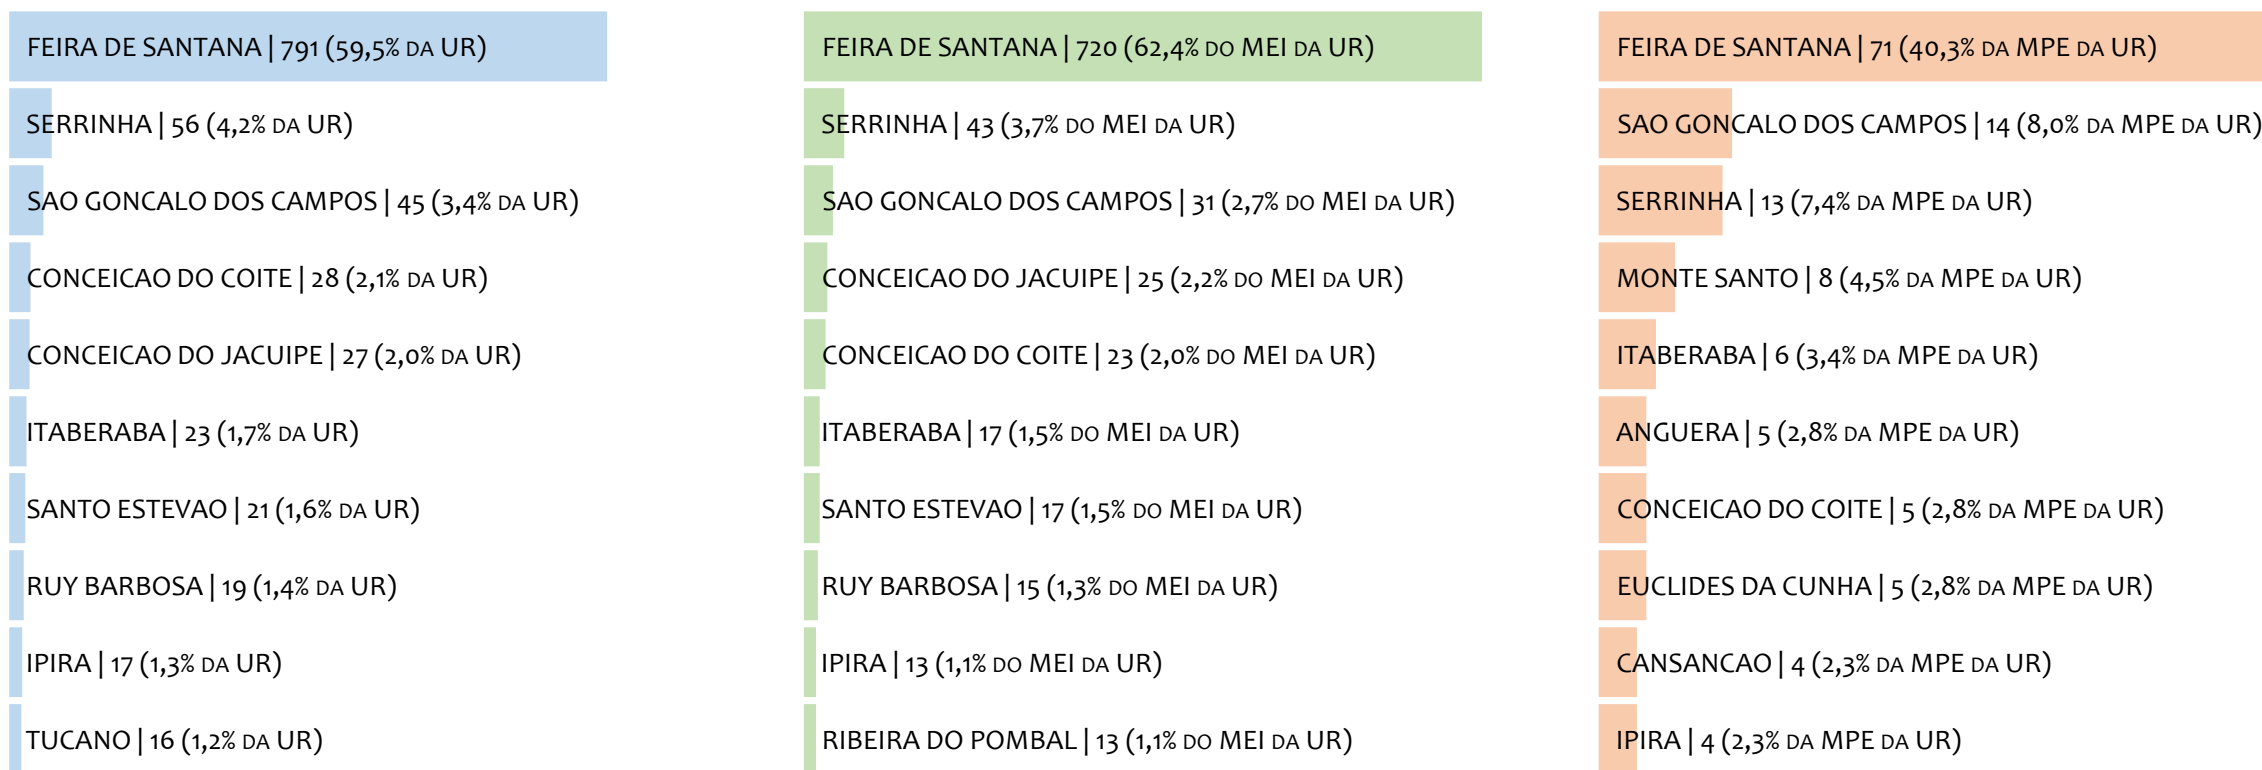 FEIRA DE SANTANA | 791 (59,5% DA UR)
SERRINHA | 56 (4,2% DA UR)
SAO GONCALO DOS CAMPOS | 45 (3,4% DA UR)
CONCEICAO DO COITE | 28 (2,1% DA UR)
CONCEICAO DO JACUIPE | 27 (2,0% DA UR)
ITABERABA | 23 (1,7% DA UR)
SANTO ESTEVAO | 21 (1,6% DA UR)
RUY BARBOSA | 19 (1,4% DA UR)
IPIRA | 17 (1,3% DA UR)
TUCANO | 16 (1,2% DA UR)
FEIRA DE SANTANA | 720 (62,4% DO MEI DA UR)
SERRINHA | 43 (3,7% DO MEI DA UR)
SAO GONCALO DOS CAMPOS | 31 (2,7% DO MEI DA UR)
CONCEICAO DO JACUIPE | 25 (2,2% DO MEI DA UR)
CONCEICAO DO COITE | 23 (2,0% DO MEI DA UR)
ITABERABA | 17 (1,5% DO MEI DA UR)
SANTO ESTEVAO | 17 (1,5% DO MEI DA UR)
RUY BARBOSA | 15 (1,3% DO MEI DA UR)
IPIRA | 13 (1,1% DO MEI DA UR)
RIBEIRA DO POMBAL | 13 (1,1% DO MEI DA UR)
FEIRA DE SANTANA | 71 (40,3% DA MPE DA UR)
SAO GONCALO DOS CAMPOS | 14 (8,0% DA MPE DA UR)
SERRINHA | 13 (7,4% DA MPE DA UR)
MONTE SANTO | 8 (4,5% DA MPE DA UR)
ITABERABA | 6 (3,4% DA MPE DA UR)
ANGUERA | 5 (2,8% DA MPE DA UR)
CONCEICAO DO COITE | 5 (2,8% DA MPE DA UR)
EUCLIDES DA CUNHA | 5 (2,8% DA MPE DA UR)
CANSANCAO | 4 (2,3% DA MPE DA UR)
IPIRA | 4 (2,3% DA MPE DA UR)